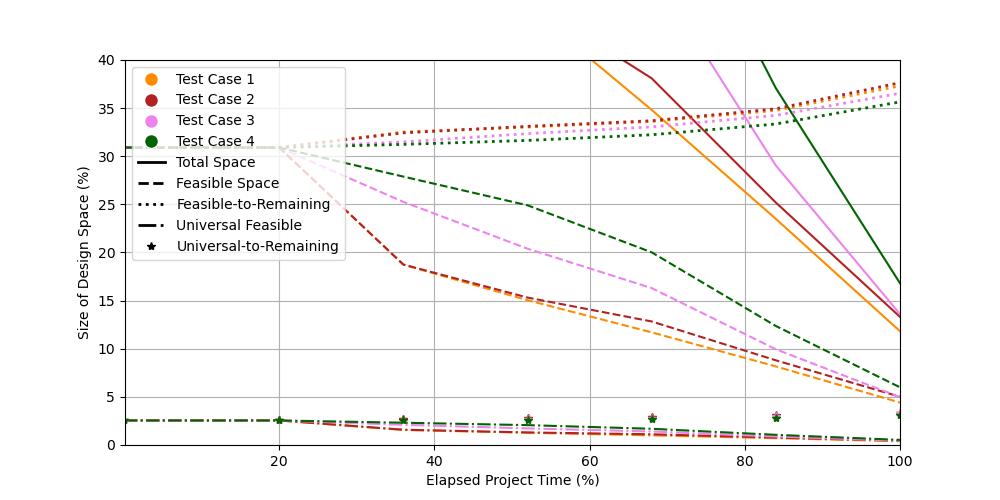 40
35
30
25
20
15
10
5
0
Size of Design Space (%)
Test Case 1
Test Case 2
Test Case 3
Test Case 4
Total Space
Feasible Space
Feasible-to-Remaining
Universal Feasible
Universal-to-Remaining
20 40 60 80 100
Elapsed Project Time (%)